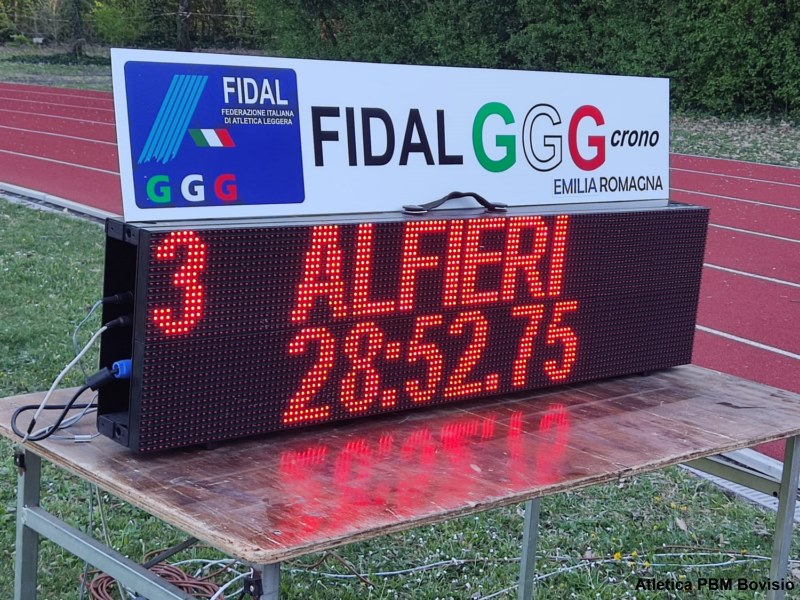 FIDAL
FEDERAZIONE ITALIANA
DI ATLETICA LEGGERA
GGG
FIDAL GGG crono
EMILIA ROMAGNA
3 ALFIERI
28:52.75
Atletica PBM Bovisio